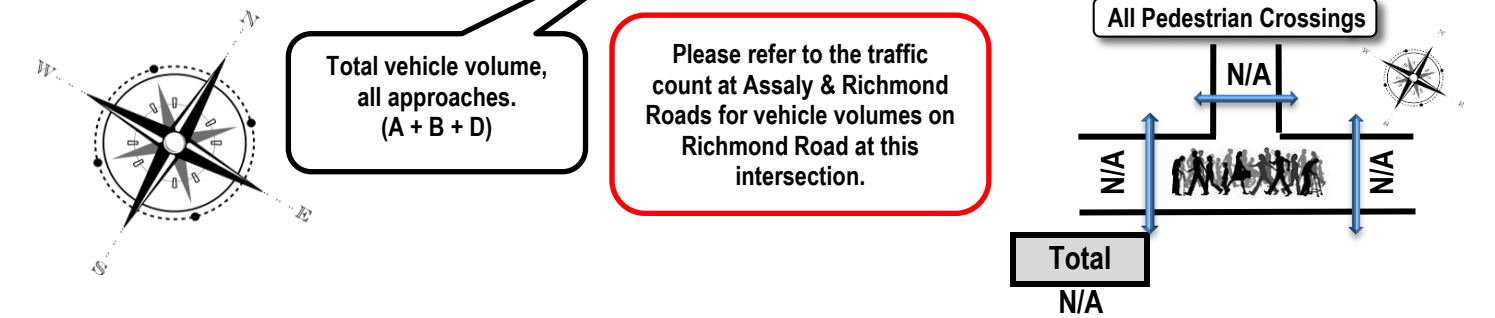 N
W
E
S
Total vehicle volume,
all approaches.
(A + B + D)
Please refer to the traffic
count at Assaly & Richmond
Roads for vehicle volumes on
Richmond Road at this
intersection.
All Pedestrian Crossings
N/A
N/A
N/A
Total
N/A